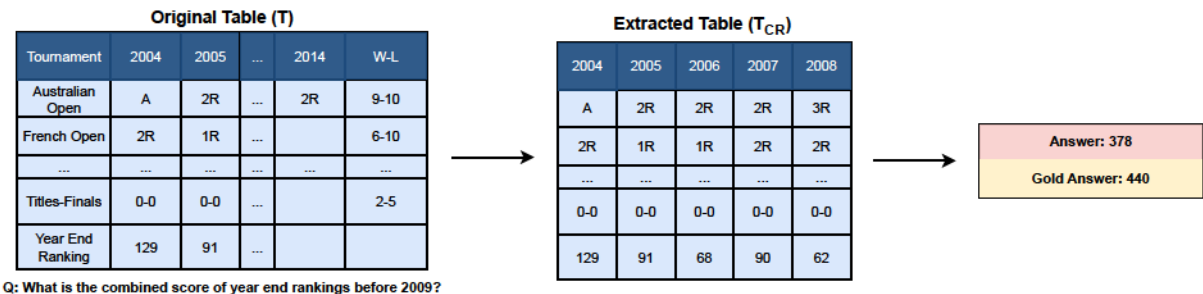 Original Table (T)
Tournament 2004 2005 ... 2014 W-L
Australian Open A 2R ... 2R 9-10
French Open 2R 1R ... 6-10
... ... ... ... ... ...
Titles-Finals 0-0 0-0 ... 2-5
Year End Ranking 129 91 ...
Q: What is the combined score of year end rankings before 2009?
Extracted Table (TCR)
2004 2005 2006 2007 2008
A 2R 2R 2R 3R
2R 1R 1R 2R 2R
... ... ... ... ...
0-0 0-0 0-0 0-0 0-0
129 91 68 90 62
Answer: 378
Gold Answer: 440